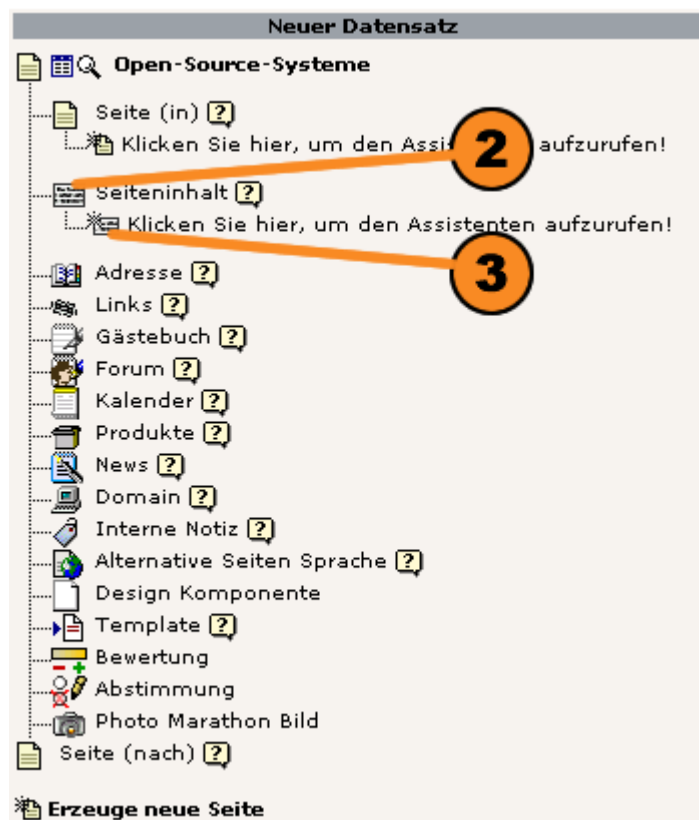 Neuer Datensatz
Open-Source-Systeme
Seite (in) ?
Klicken Sie hier, um den Assi 2 aufzurufen!
Seiteninhalt ?
Klicken Sie hier, um den Assistenten aufzurufen!
3
Adresse ?
Links ?
Gästebuch ?
Forum ?
Kalender ?
Produkte ?
News ?
Domain ?
Interne Notiz ?
Alternative Seiten Sprache ?
Design Komponente
Template ?
Bewertung
Abstimmung
Photo Marathon Bild
Seite (nach) ?
Erzeuge neue Seite